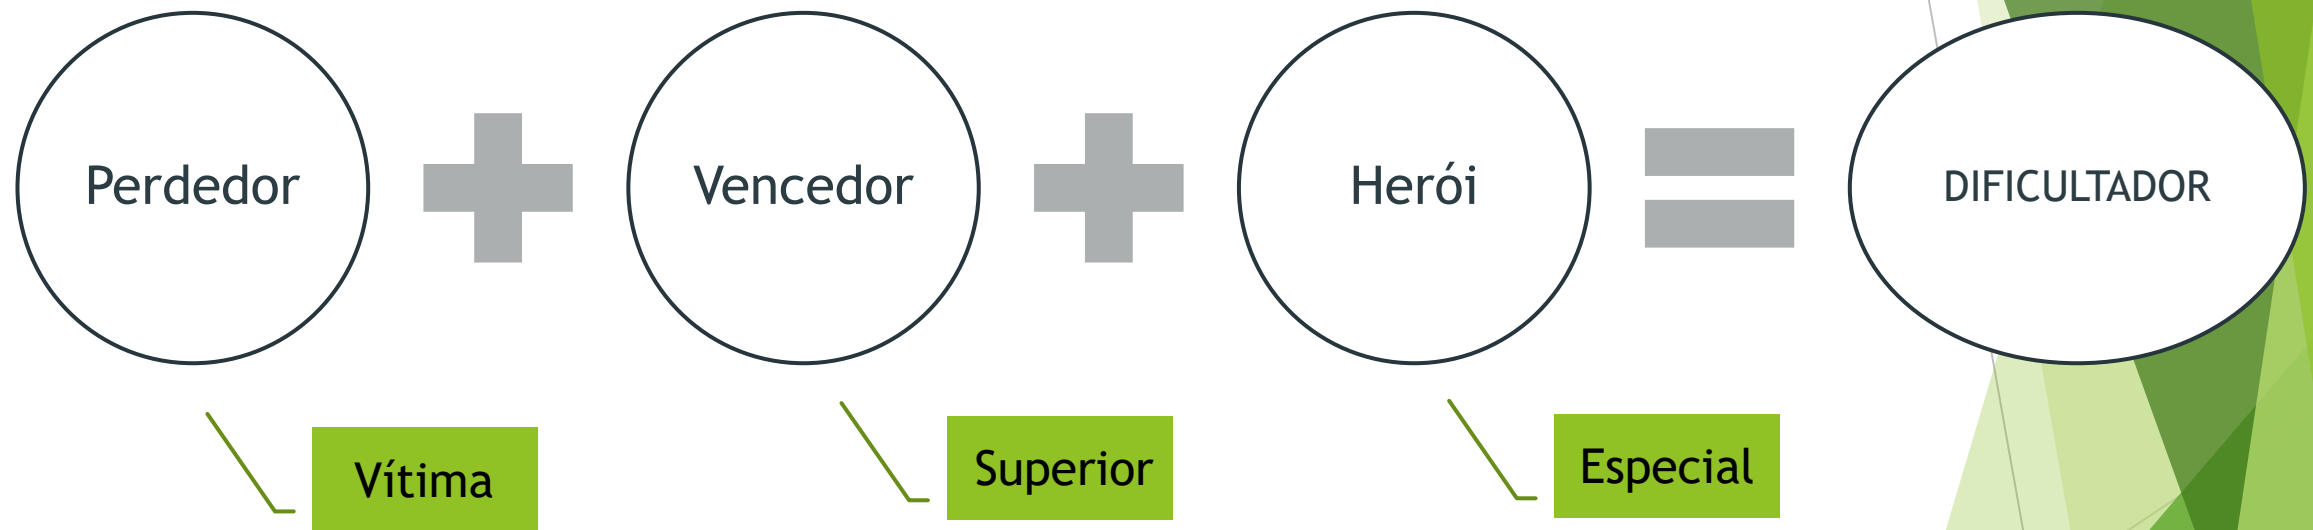 Perdedor
Vencedor
Herói
DIFICULTADOR
Vítima
Superior
Especial